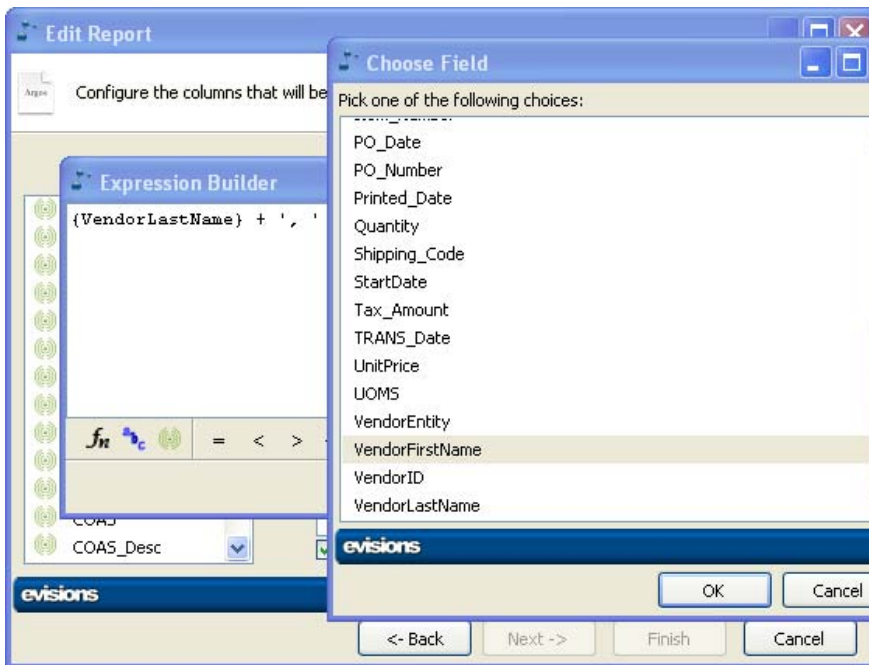 Edit Report
Choose Field
Argos
Configure the columns that will be
Pick one of the following choices:
PO_Date
PO_Number
Printed_Date
Quantity
Shipping_Code
StartDate
Tax_Amount
TRANS_Date
UnitPrice
UOMS
VendorEntity
VendorFirstName
VendorID
VendorLastName
Expression Builder
{VendorLastName} + ', '
fn abc = < >
COAS
COAS_Desc
evisions
OK
Cancel
evisions
<- Back
Next ->
Finish
Cancel